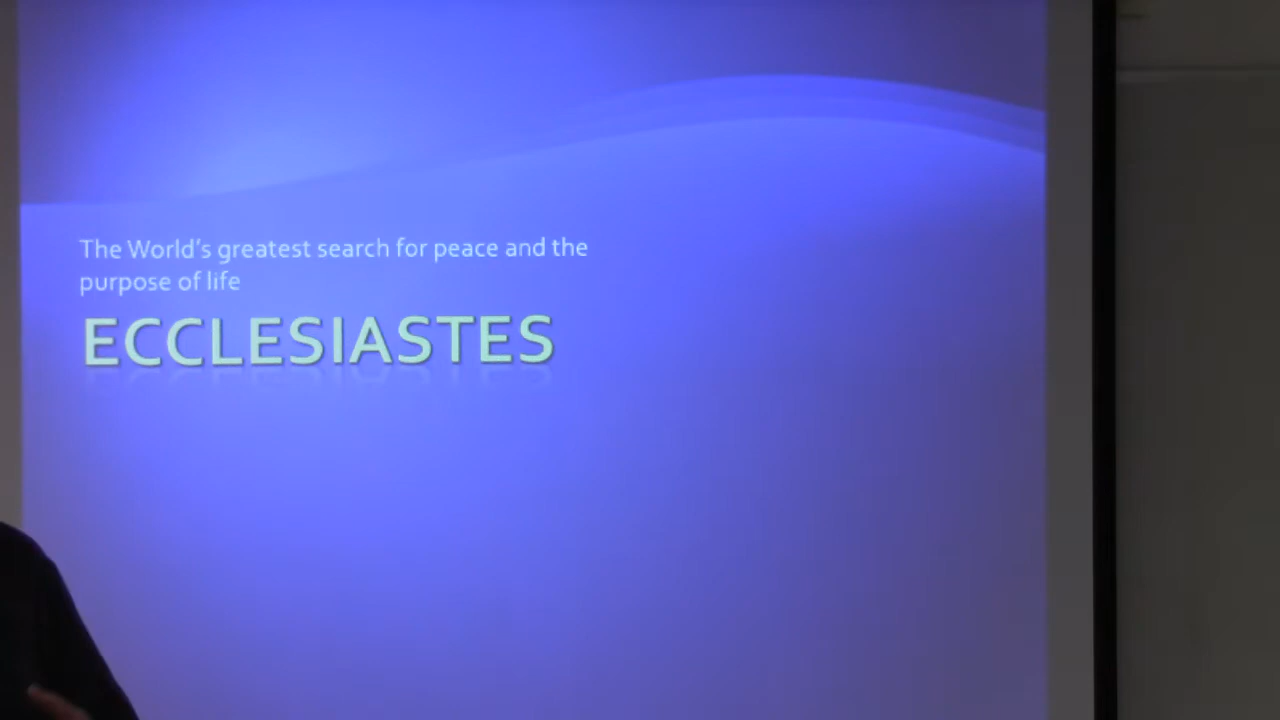 The World's greatest search for peace and the
purpose of life
ECCLESIASTES